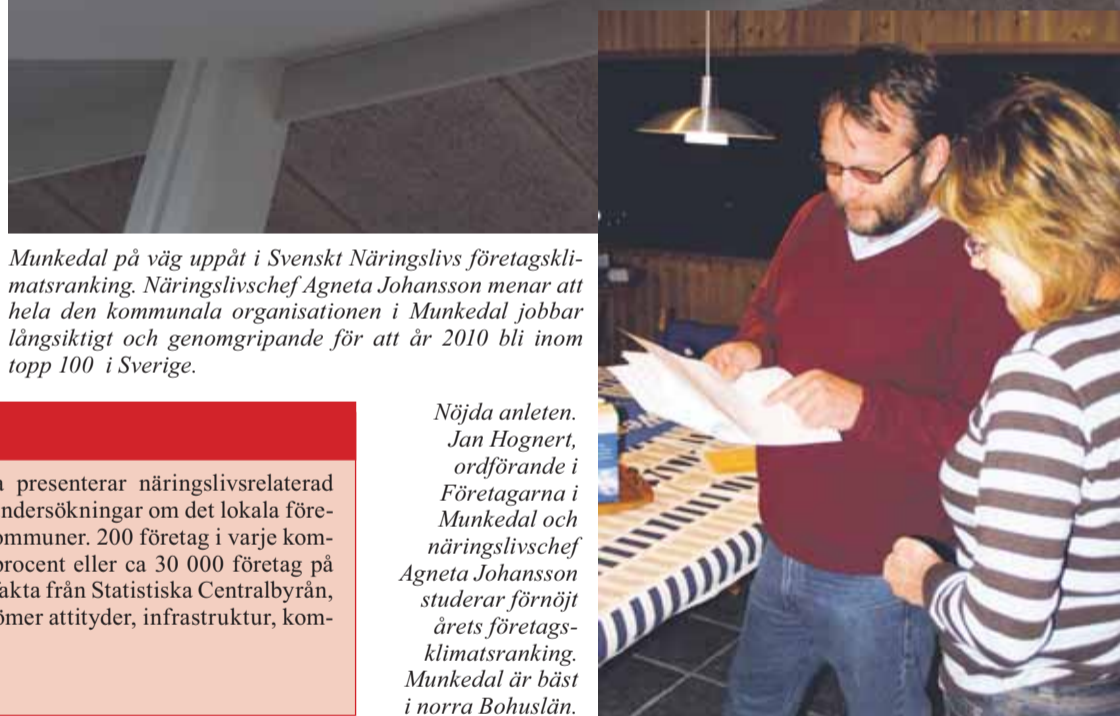 Munkedal på väg uppåt i Svenskt Näringslivs företagskli-
matsranking. Näringslivschef Agneta Johansson menar att
hela den kommunala organisationen i Munkedal jobbar
långsiktigt och genomgripande för att år 2010 bli inom
topp 100 i Sverige.
presenterar näringslivsrelaterad
ndersökningar om det lokala före-
ommuner. 200 företag i varje kom-
procent eller ca 30 000 företag på
fakta från Statistiska Centralbyrån,
ömer attityder, infrastruktur, kom-
Nöjda anleten.
Jan Hognert,
ordförande i
Företagarna i
Munkedal och
näringslivschef
Agneta Johansson
studerar förnöjt
årets företags-
klimatsranking.
Munkedal är bäst
i norra Bohuslän.